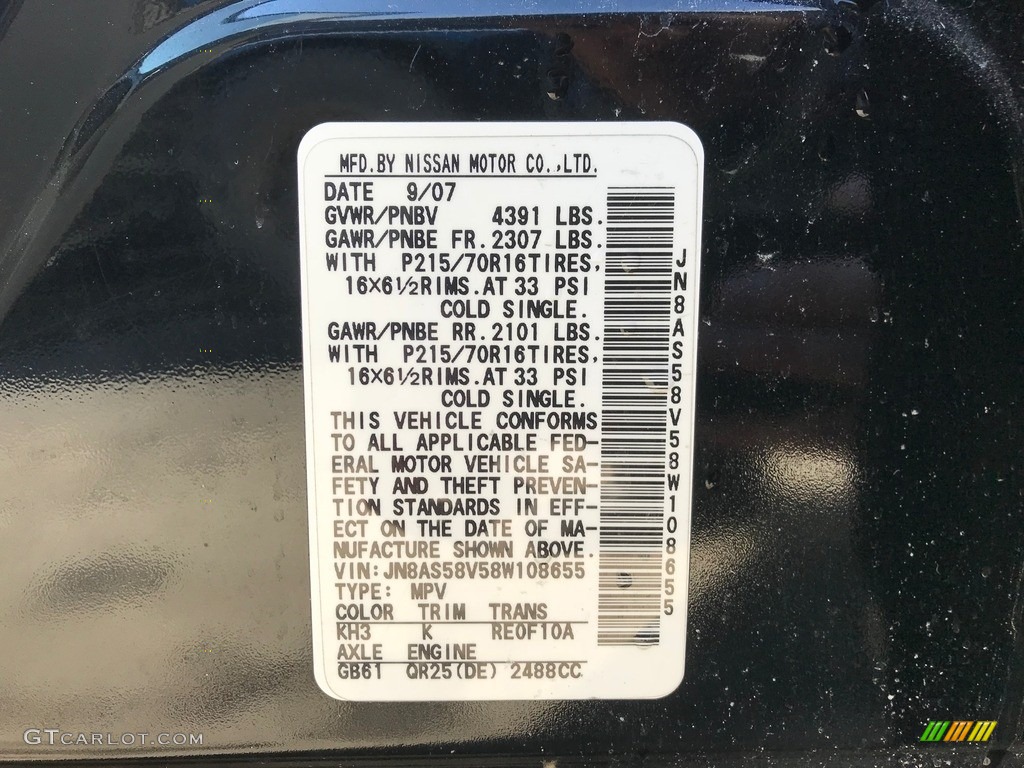 MFD.BY NISSAN MOTOR CO.,LTD.
DATE 9/07
GVWR/PNBV 4391 LBS.
GAWR/PNBE FR.2307 LBS.
WITH P215/70R16TIRES,
16X6½RIMS.AT 33 PSI
COLD SINGLE.
GAWR/PNBE RR.2101 LBS.
WITH P215/70R16TIRES,
16X6½RIMS.AT 33 PSI
COLD SINGLE.
THIS VEHICLE CONFORMS
TO ALL APPLICABLE FED-
ERAL MOTOR VEHICLE SA-
FETY AND THEFT PREVEN-
TION STANDARDS IN EFF-
ECT ON THE DATE OF MA-
NUFACTURE SHOWN ABOVE.
VIN:JN8AS58V58W108655
TYPE: MPV
COLOR TRIM TRANS
KH3 K RE0F10A
AXLE ENGINE
GB61 QR25(DE) 2488CC
JN8AS58V58W108655
GTCARLOT.COM